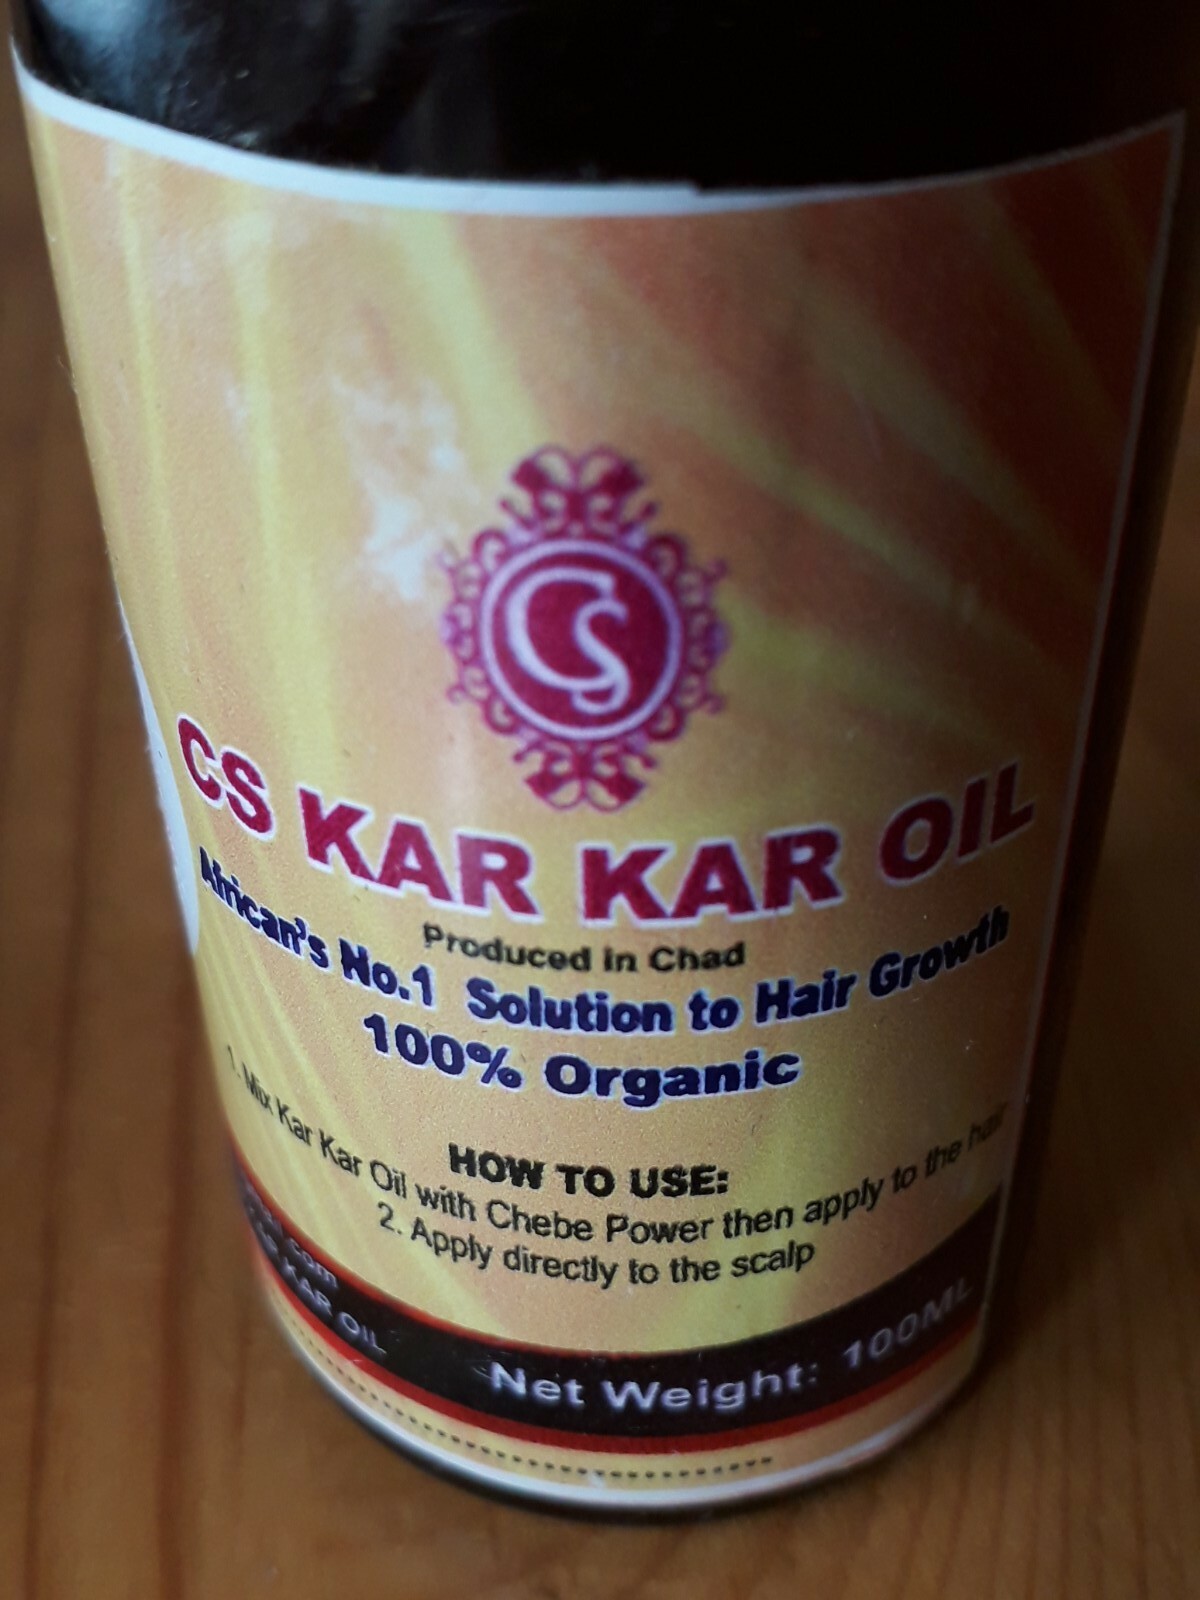 CS
CS KAR KAR OIL
Produced in Chad
African's No.1 Solution to Hair Growth
100% Organic
HOW TO USE:
1. Mix Kar Kar Oil with Chebe Power then apply to the hair
2. Apply directly to the scalp
.com
KAR OIL
Net Weight: 100ML